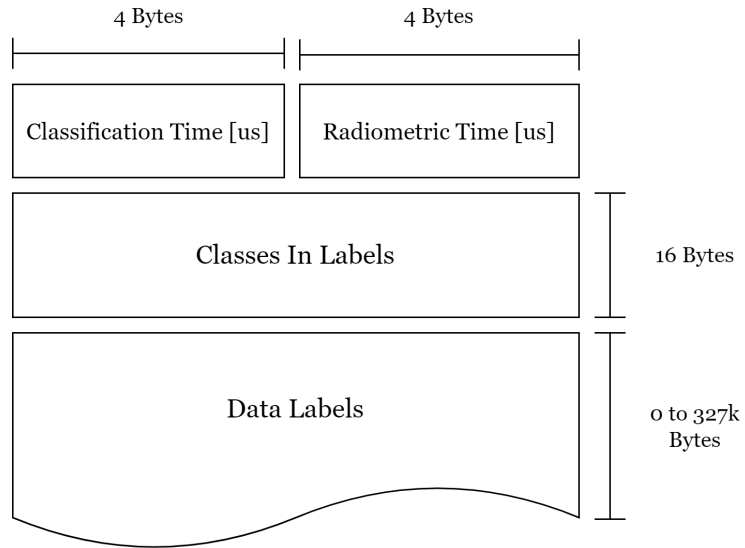 4 Bytes
4 Bytes
Classification Time [us]
Radiometric Time [us]
Classes In Labels
16 Bytes
Data Labels
0 to 327k
Bytes